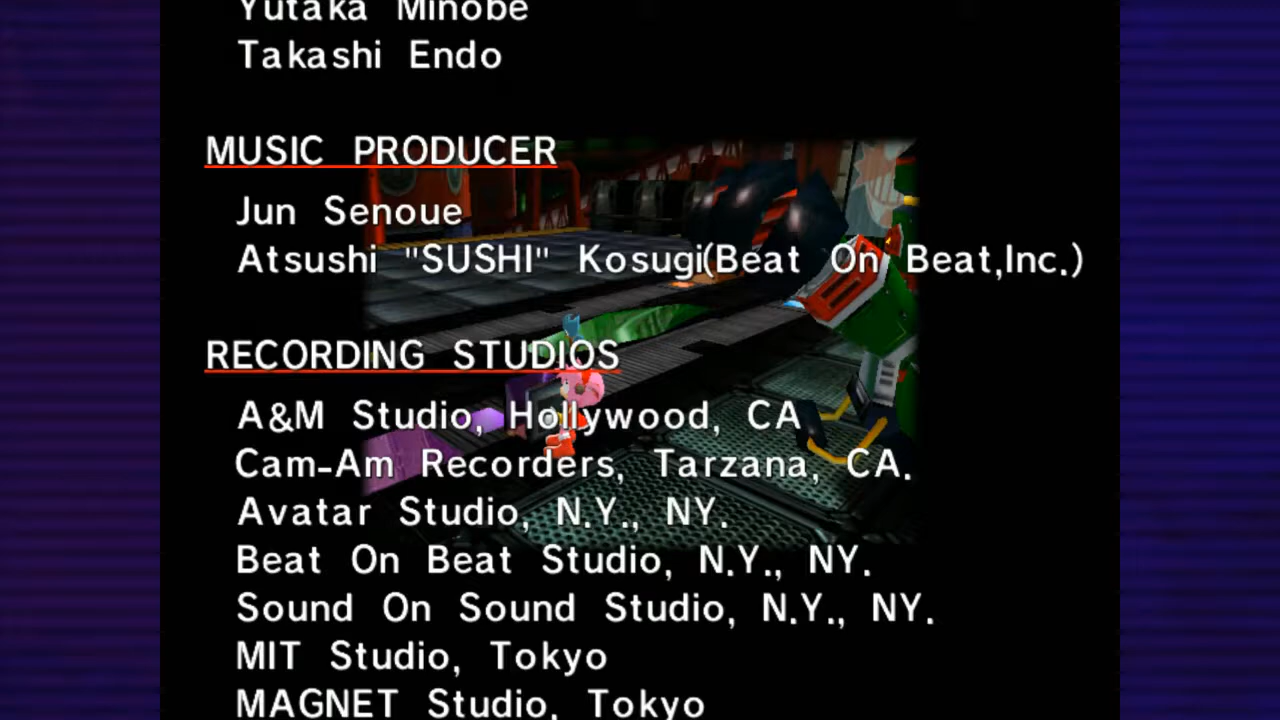 Yutaka Minobe
Takashi Endo
MUSIC PRODUCER
Jun Senoue
Atsushi "SUSHI" Kosugi(Beat On Beat,Inc.)
RECORDING STUDIOS
A&M Studio, Hollywood, CA
Cam-Am Recorders, Tarzana, CA.
Avatar Studio, N.Y., NY.
Beat On Beat Studio, N.Y., NY.
Sound On Sound Studio, N.Y., NY.
MIT Studio, Tokyo
MAGNET Studio, Tokyo